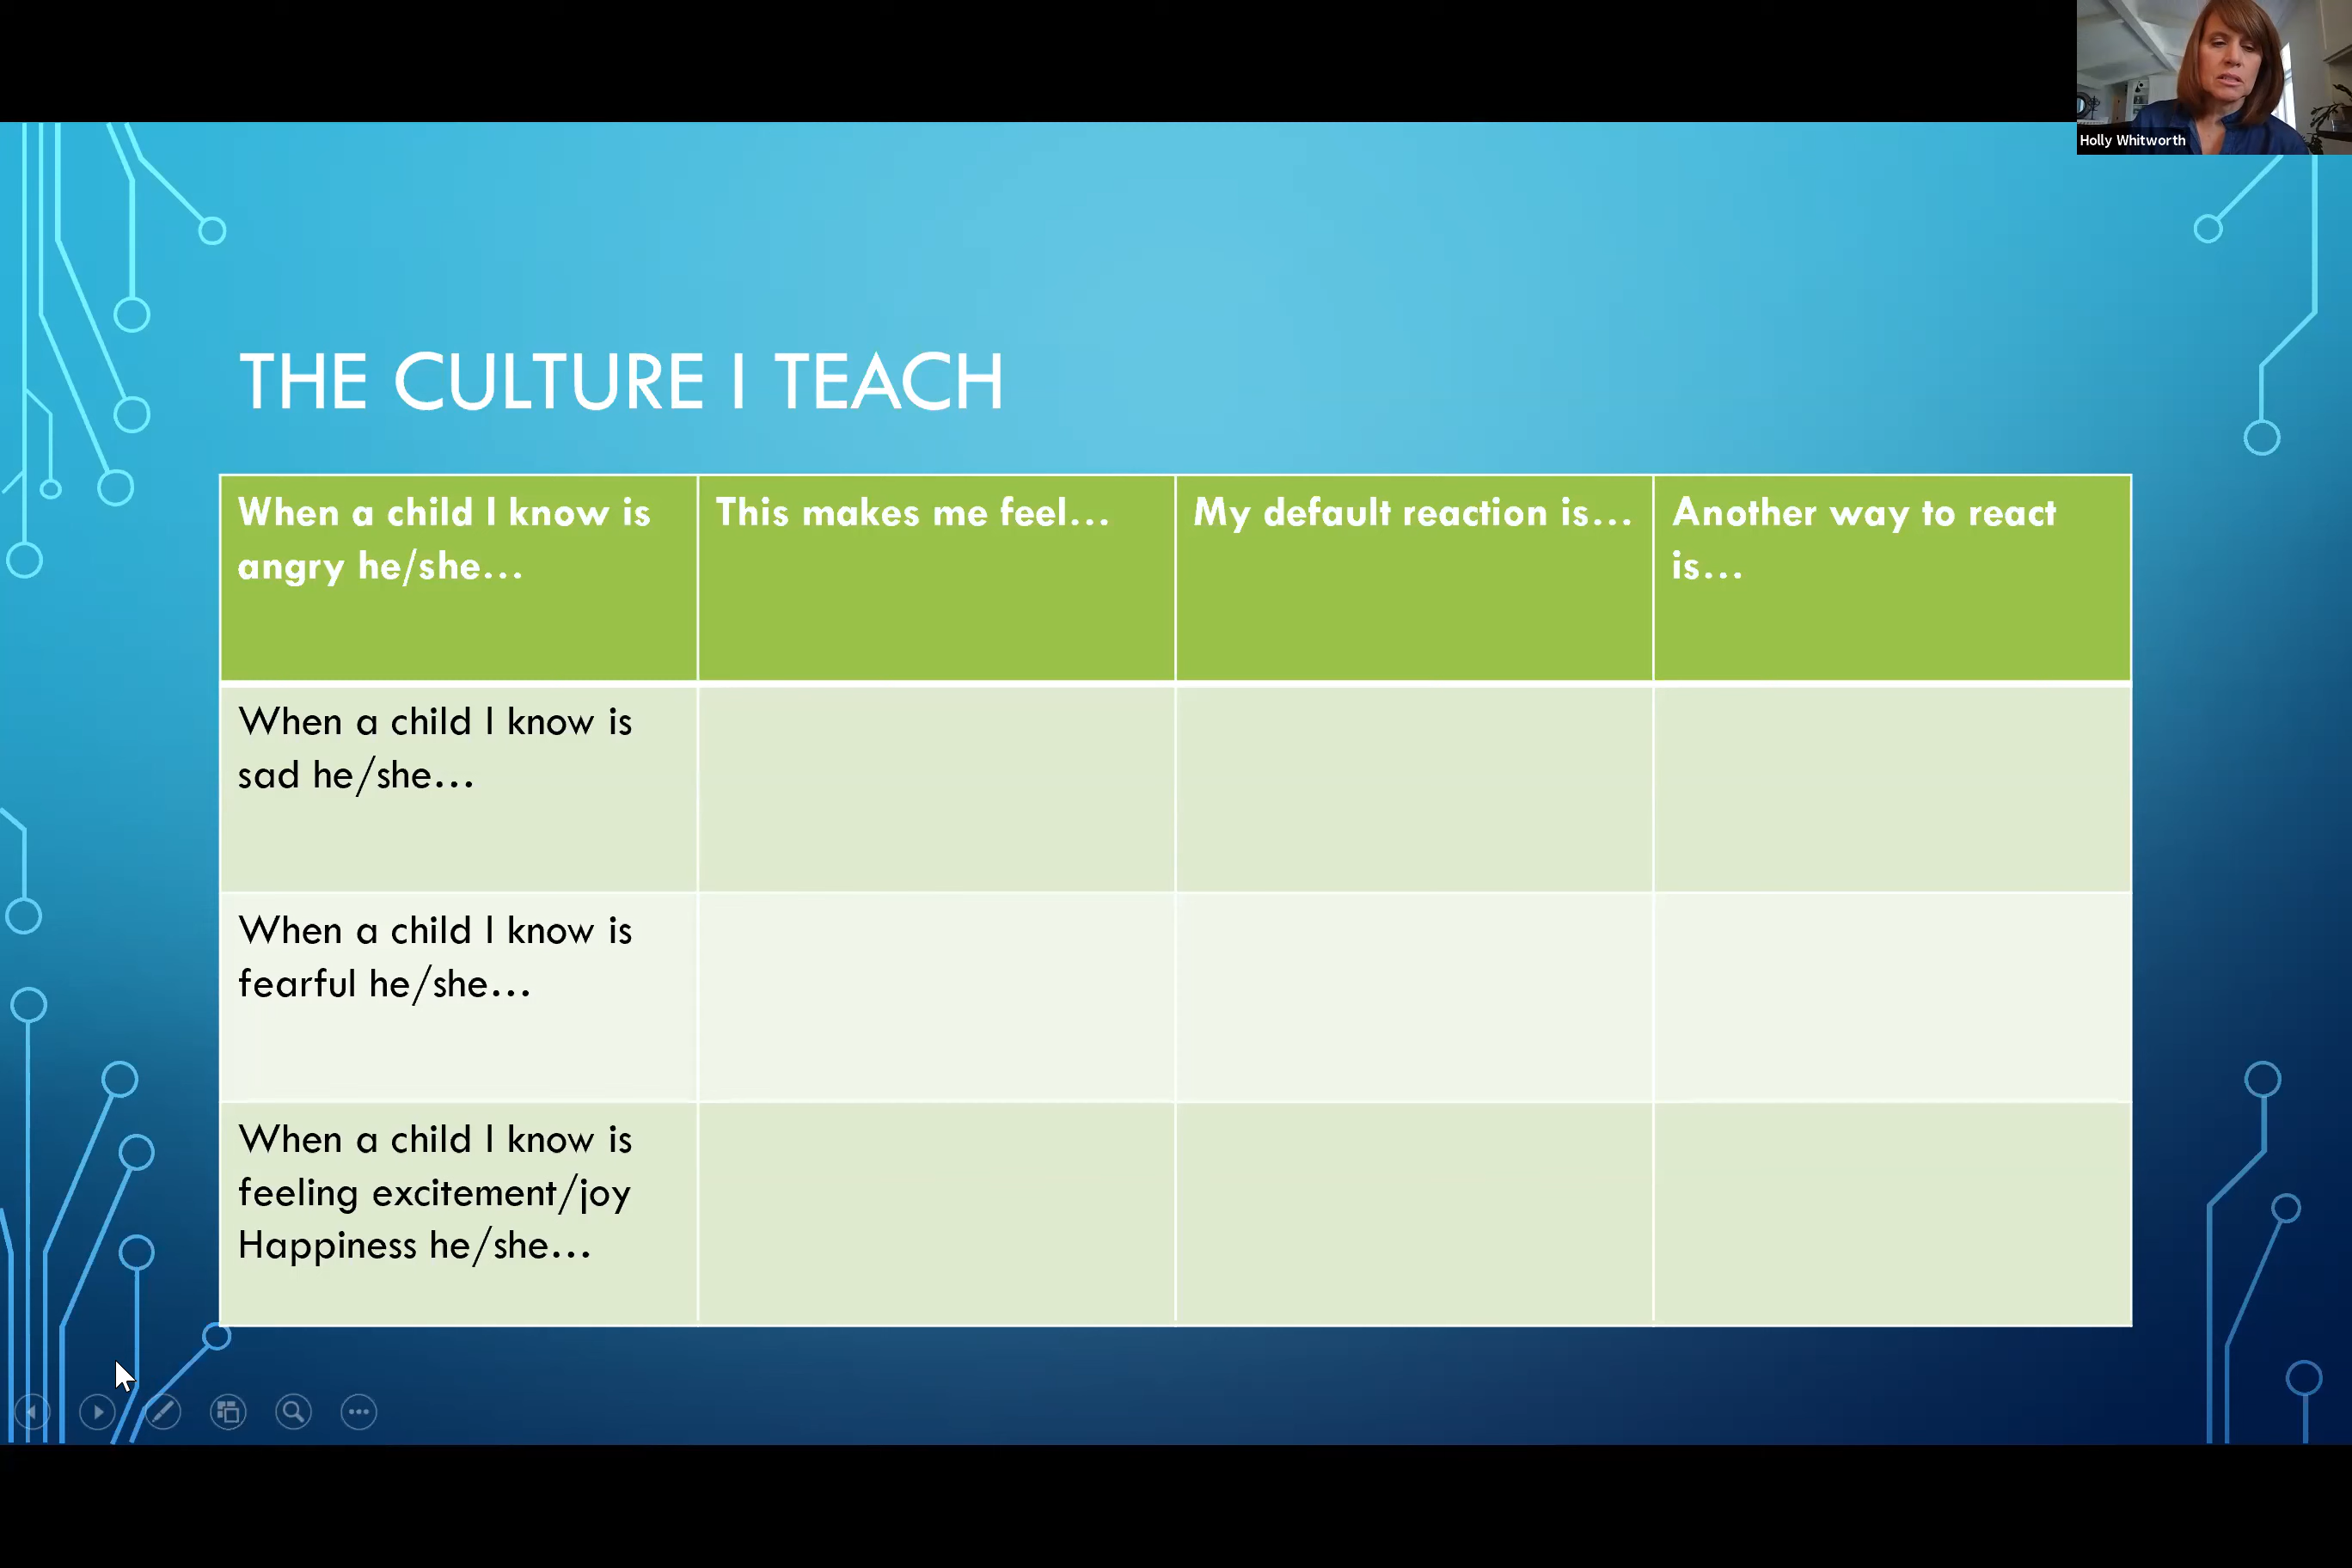 Holly Whitworth
THE CULTURE I TEACH
When a child I know is
angry he/she...
This makes me feel...
My default reaction is...
Another way to react
is...
When a child I know is
sad he/she...
When a child I know is
fearful he/she...
When a child I know is
feeling excitement/joy
Happiness he/she...